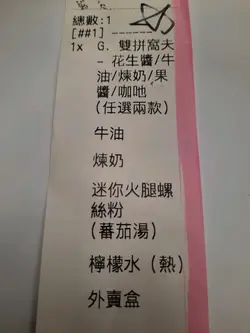 總數:1
[##1] -------
1x G. 雙拼窩夫
– 花生醬/牛
油/煉奶/果
醬/咖吔
(任選兩款)
牛油
煉奶
迷你火腿螺
絲粉
(蕃茄湯)
檸檬水 (熱)
外賣盒